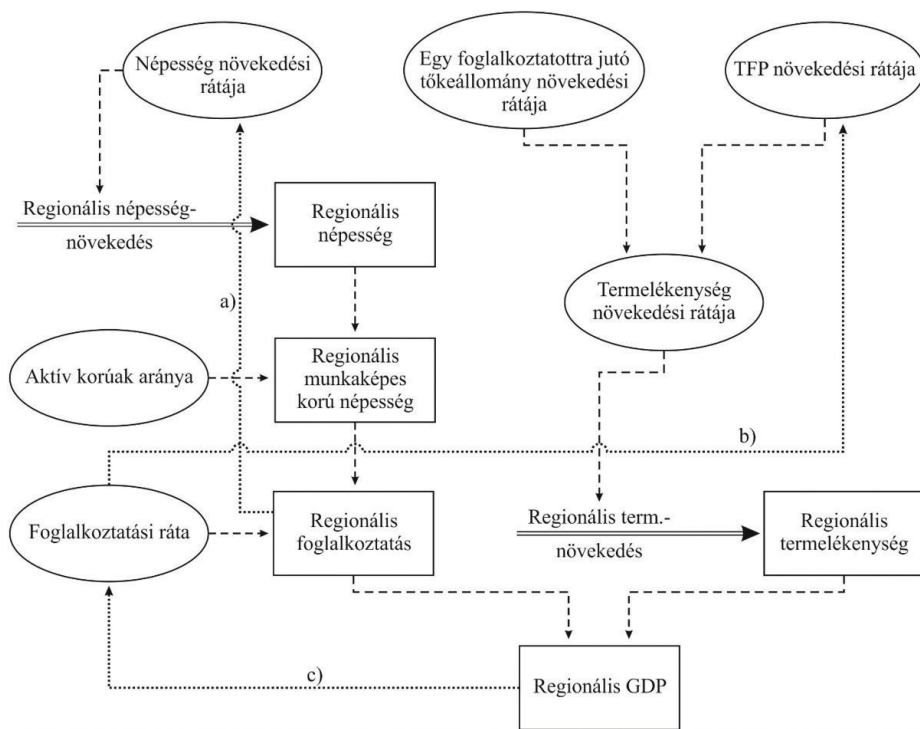 Népesség növekedési
rátája
Egy foglalkoztatottra jutó
tőkeállomány növekedési
rátája
TFP növekedési rátája
Regionális népesség-
növekedés
Regionális
népesség
a)
Termelékenység
növekedési rátája
Aktív korúak aránya
Regionális
munkaképes
korú népesség
b)
Foglalkoztatási ráta
Regionális
foglalkoztatás
Regionális term.-
növekedés
Regionális
termelékenység
c)
Regionális GDP